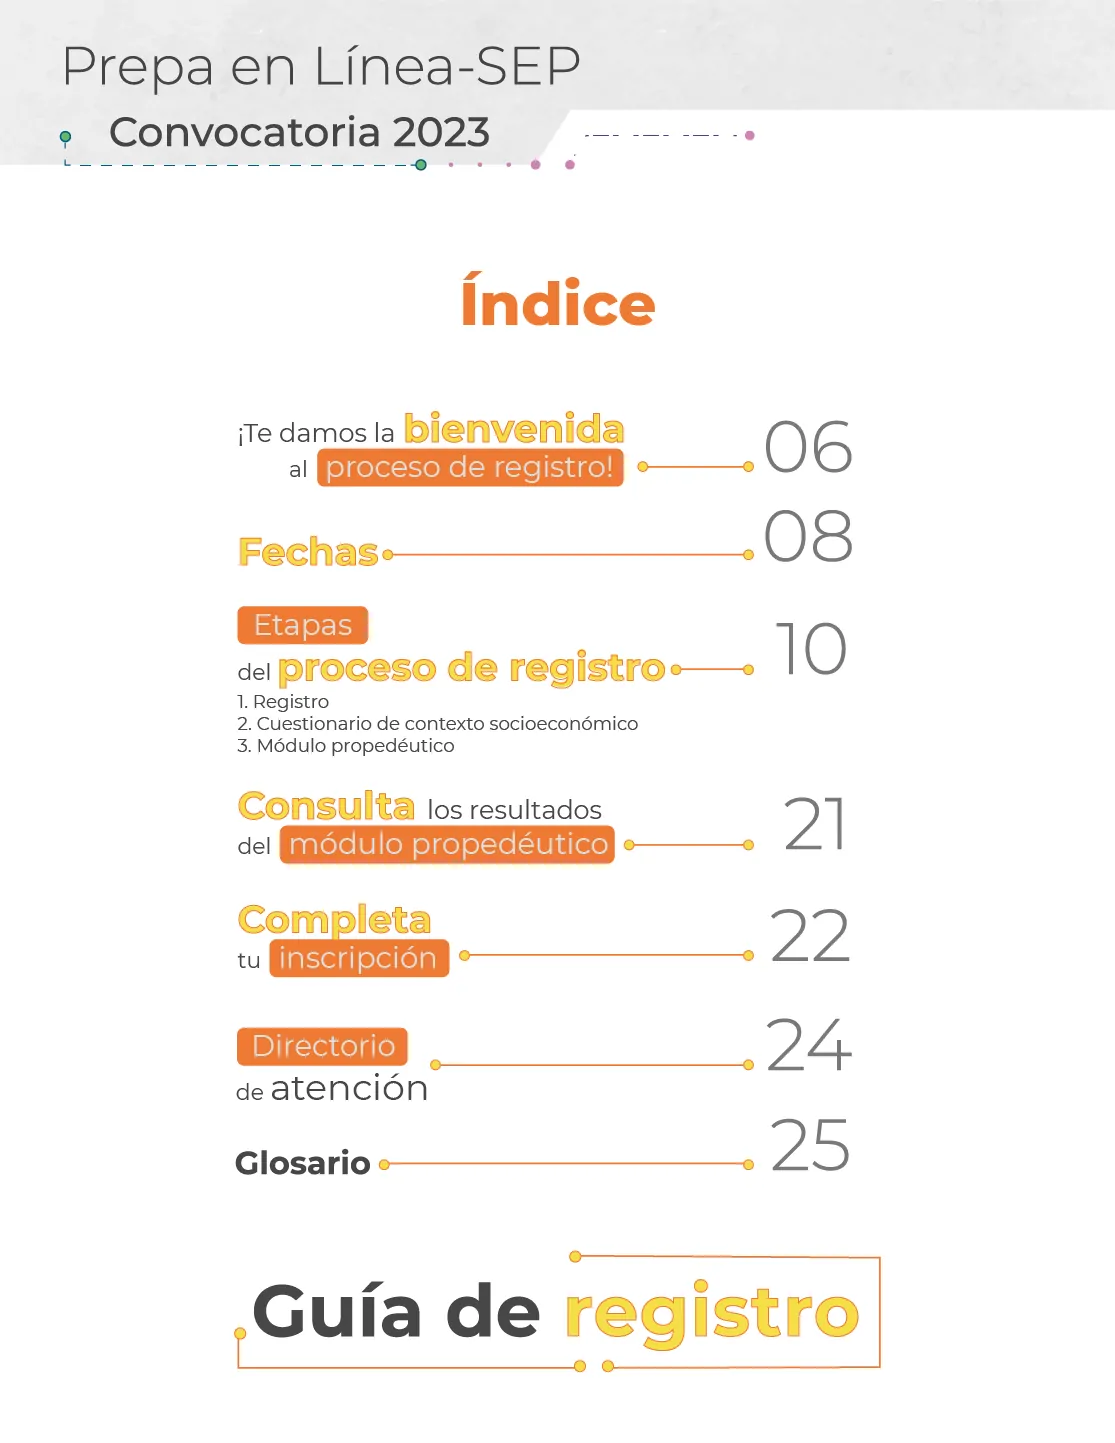 Prepa en Línea-SEP
Convocatoria 2023
Índice
¡Te damos la bienvenida
al proceso de registro! 06
Fechas 08
Etapas
del proceso de registro 10
1. Registro
2. Cuestionario de contexto socioeconómico
3. Módulo propedéutico
Consulta los resultados
del módulo propedéutico 21
Completa
tu inscripción 22
Directorio 24
de atención
Glosario 25
Guía de registro